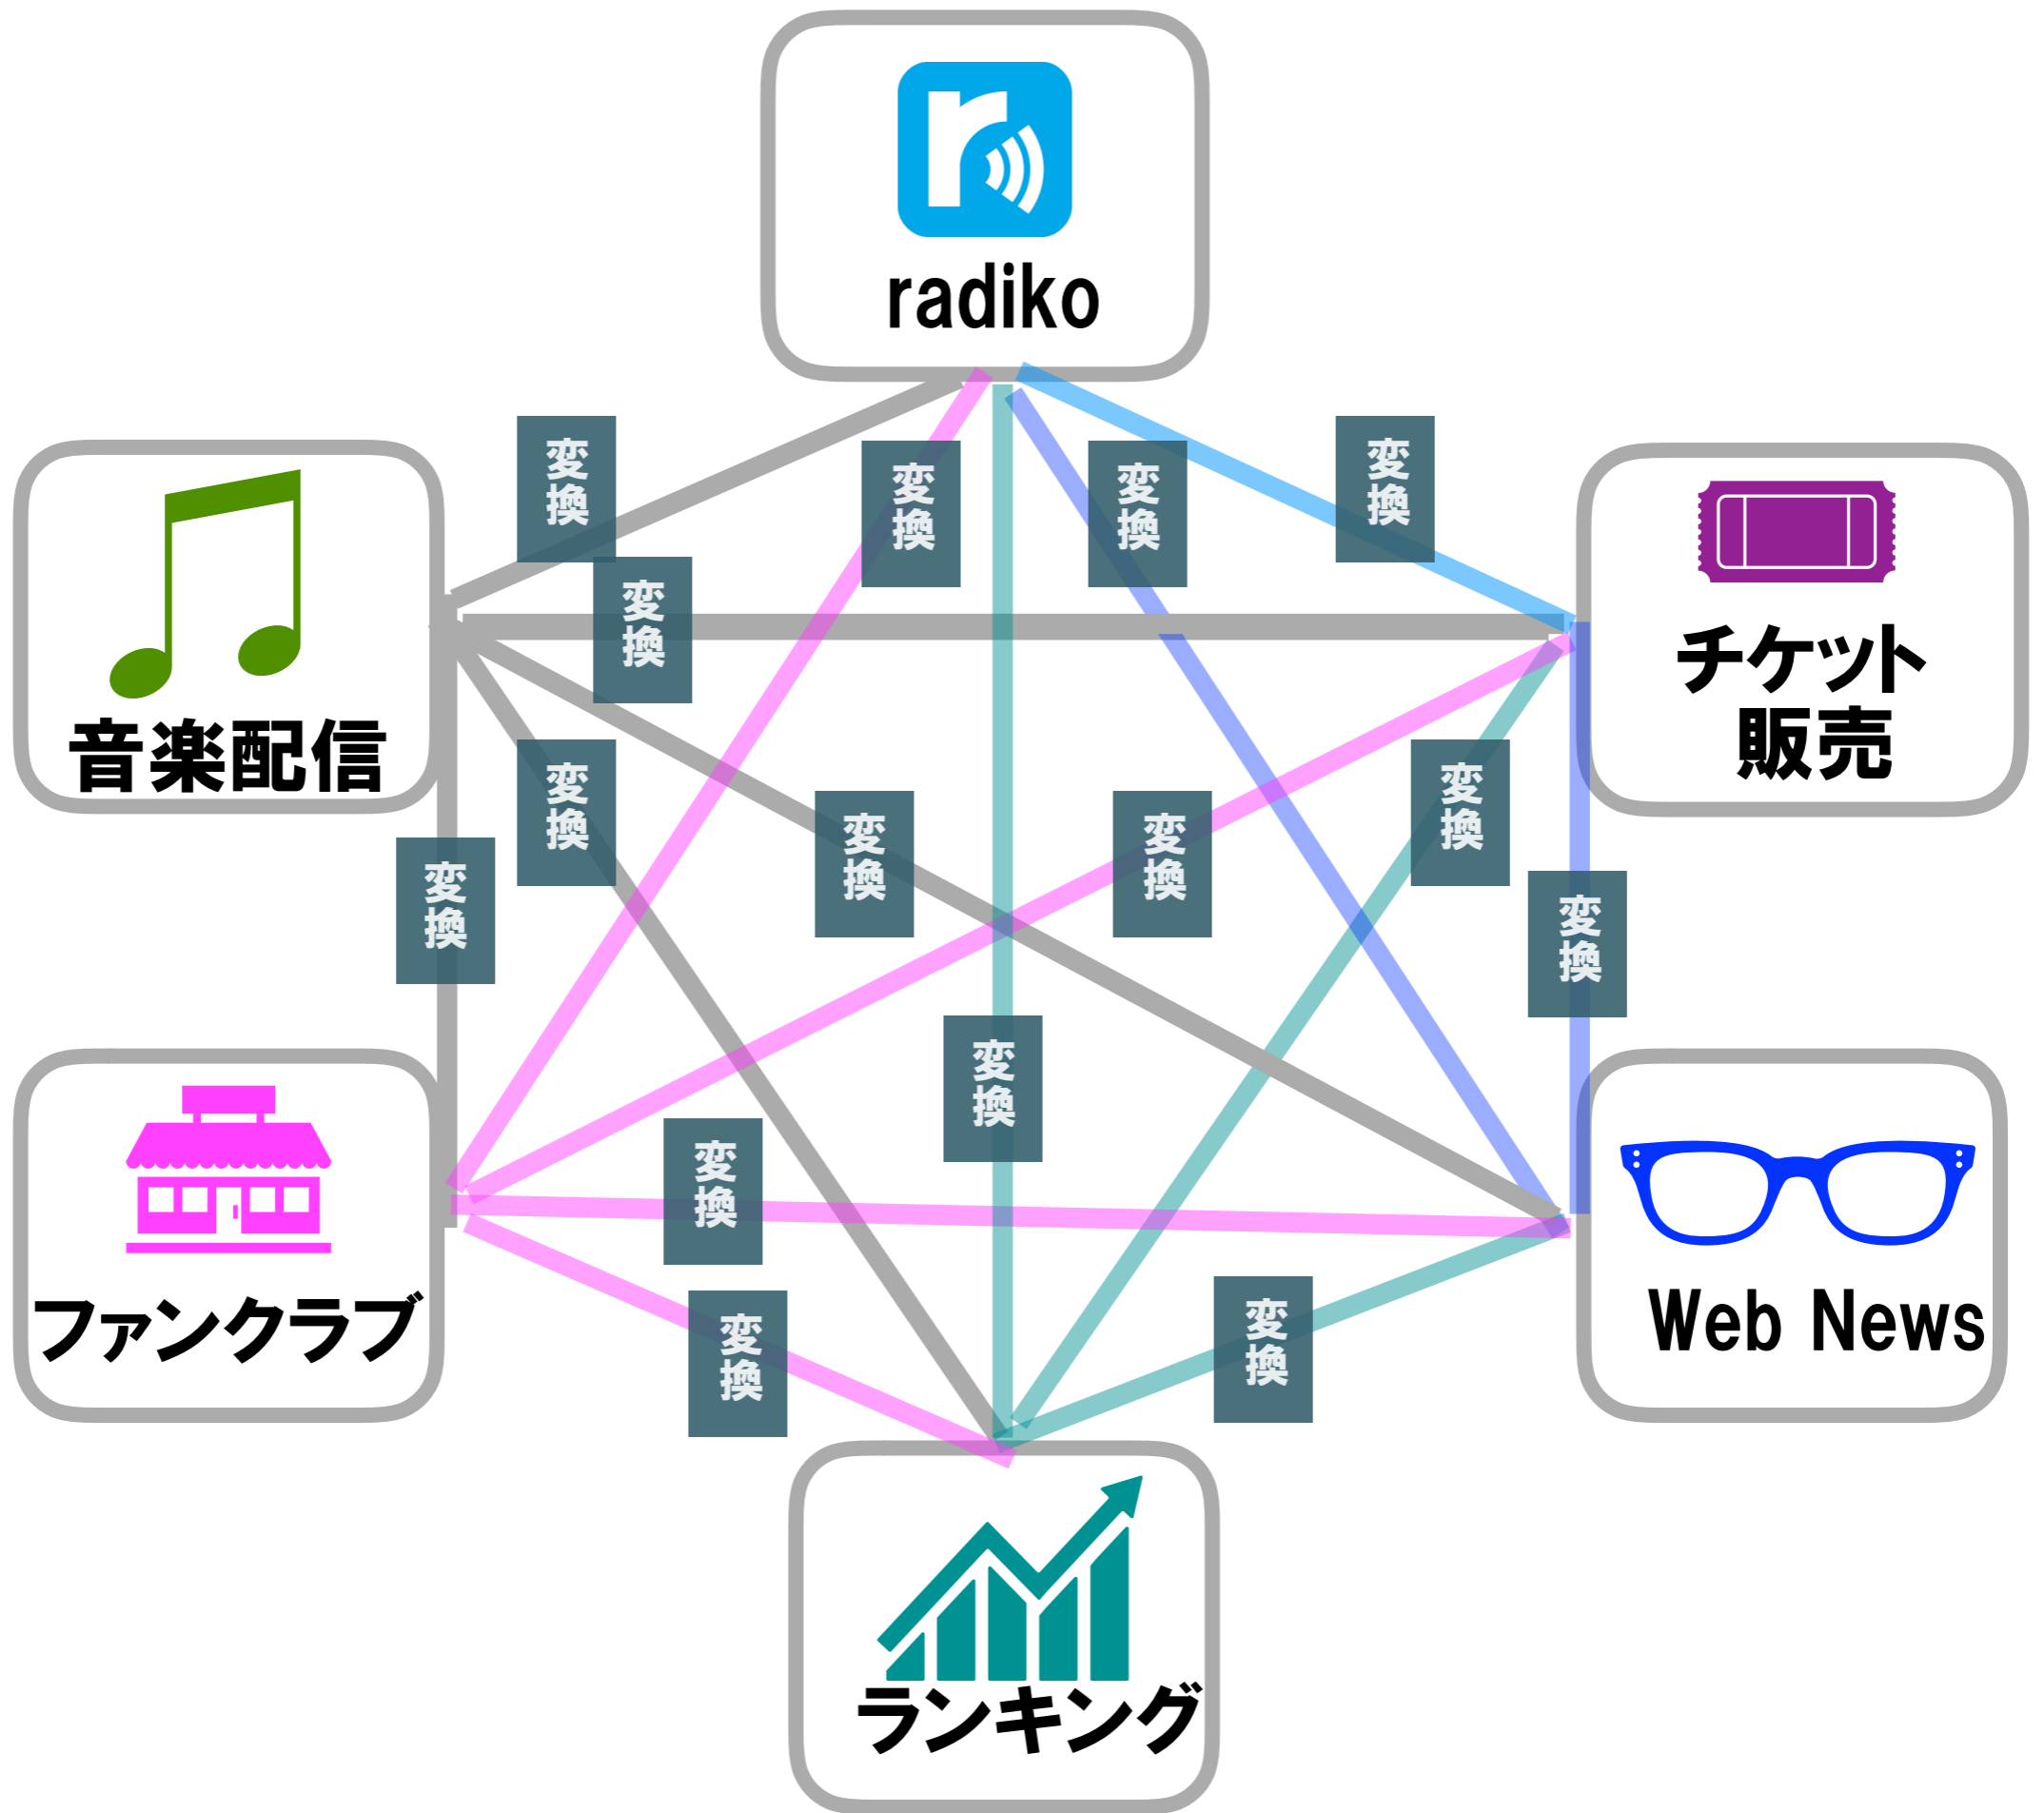 radiko
変換
変換
変換
変換
音楽配信
変換
チケット
販売
変換
変換
変換
変換
変換
変換
変換
ファンクラブ
変換
Web News
変換
変換
ランキング